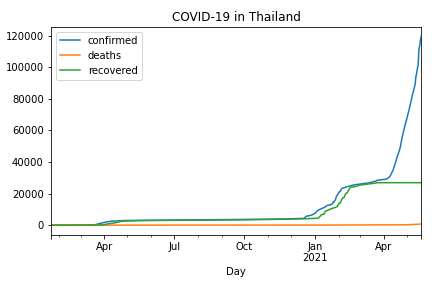 COVID-19 in Thailand
120000
100000
80000
60000
40000
20000
0
confirmed
deaths
recovered
Apr
Jul
Oct
Jan
2021
Apr
Day